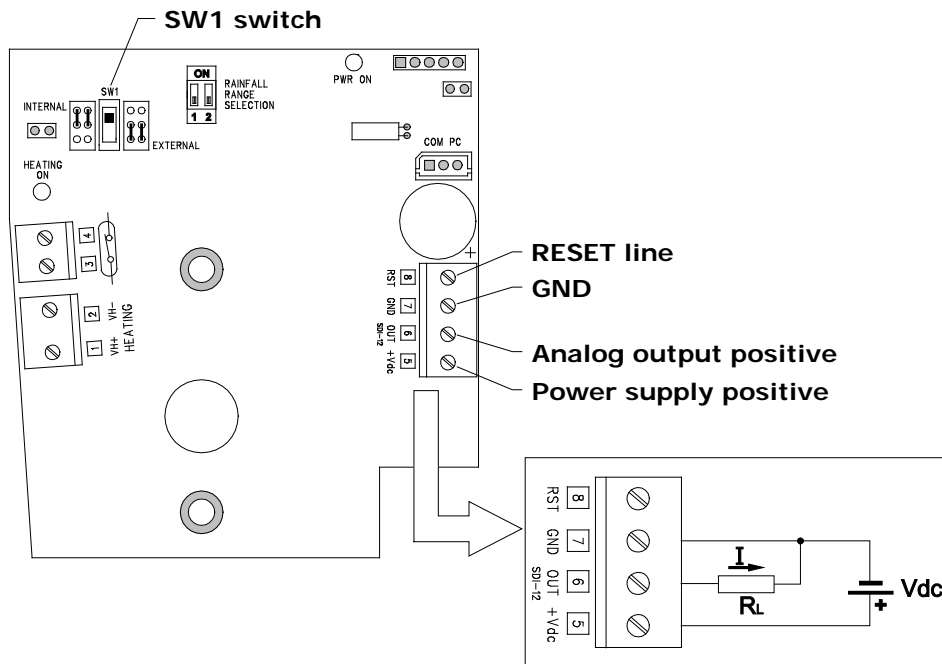 SW1 switch
ON
1 2
RAINFALL
RANGE
SELECTION
PWR ON
SW1
INTERNAL
EXTERNAL
COM PC
HEATING
ON
+
4
3
2
1
VH-
VH+
HEATING
RST 8
GND 7
OUT 6
SDI-12
+Vdc 5
RESET line
GND
Analog output positive
Power supply positive
RST 8
GND 7
OUT 6
SDI-12
+Vdc 5
I
RL
Vdc
+